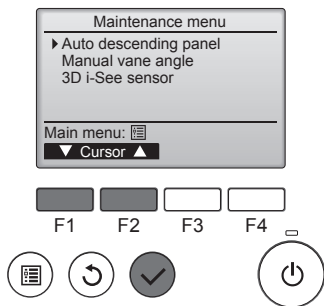 Maintenance menu
Auto descending panel
Manual vane angle
3D i-See sensor
Main menu:
▼ Cursor ▲
F1 F2 F3 F4